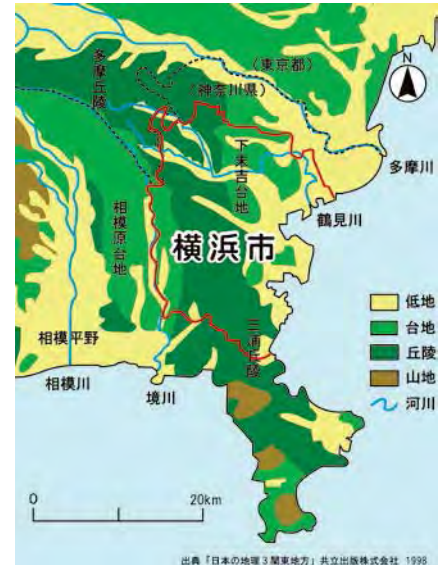 N
(東京都)
多摩丘陵
(神奈川県)
下末吉台地
多摩川
鶴見川
相模原台地
横浜市
低地
台地
丘陵
山地
河川
三浦丘陵
相模平野
相模川
境川
0
20km
出典「日本の地理3関東地方」共立出版株式会社 1998